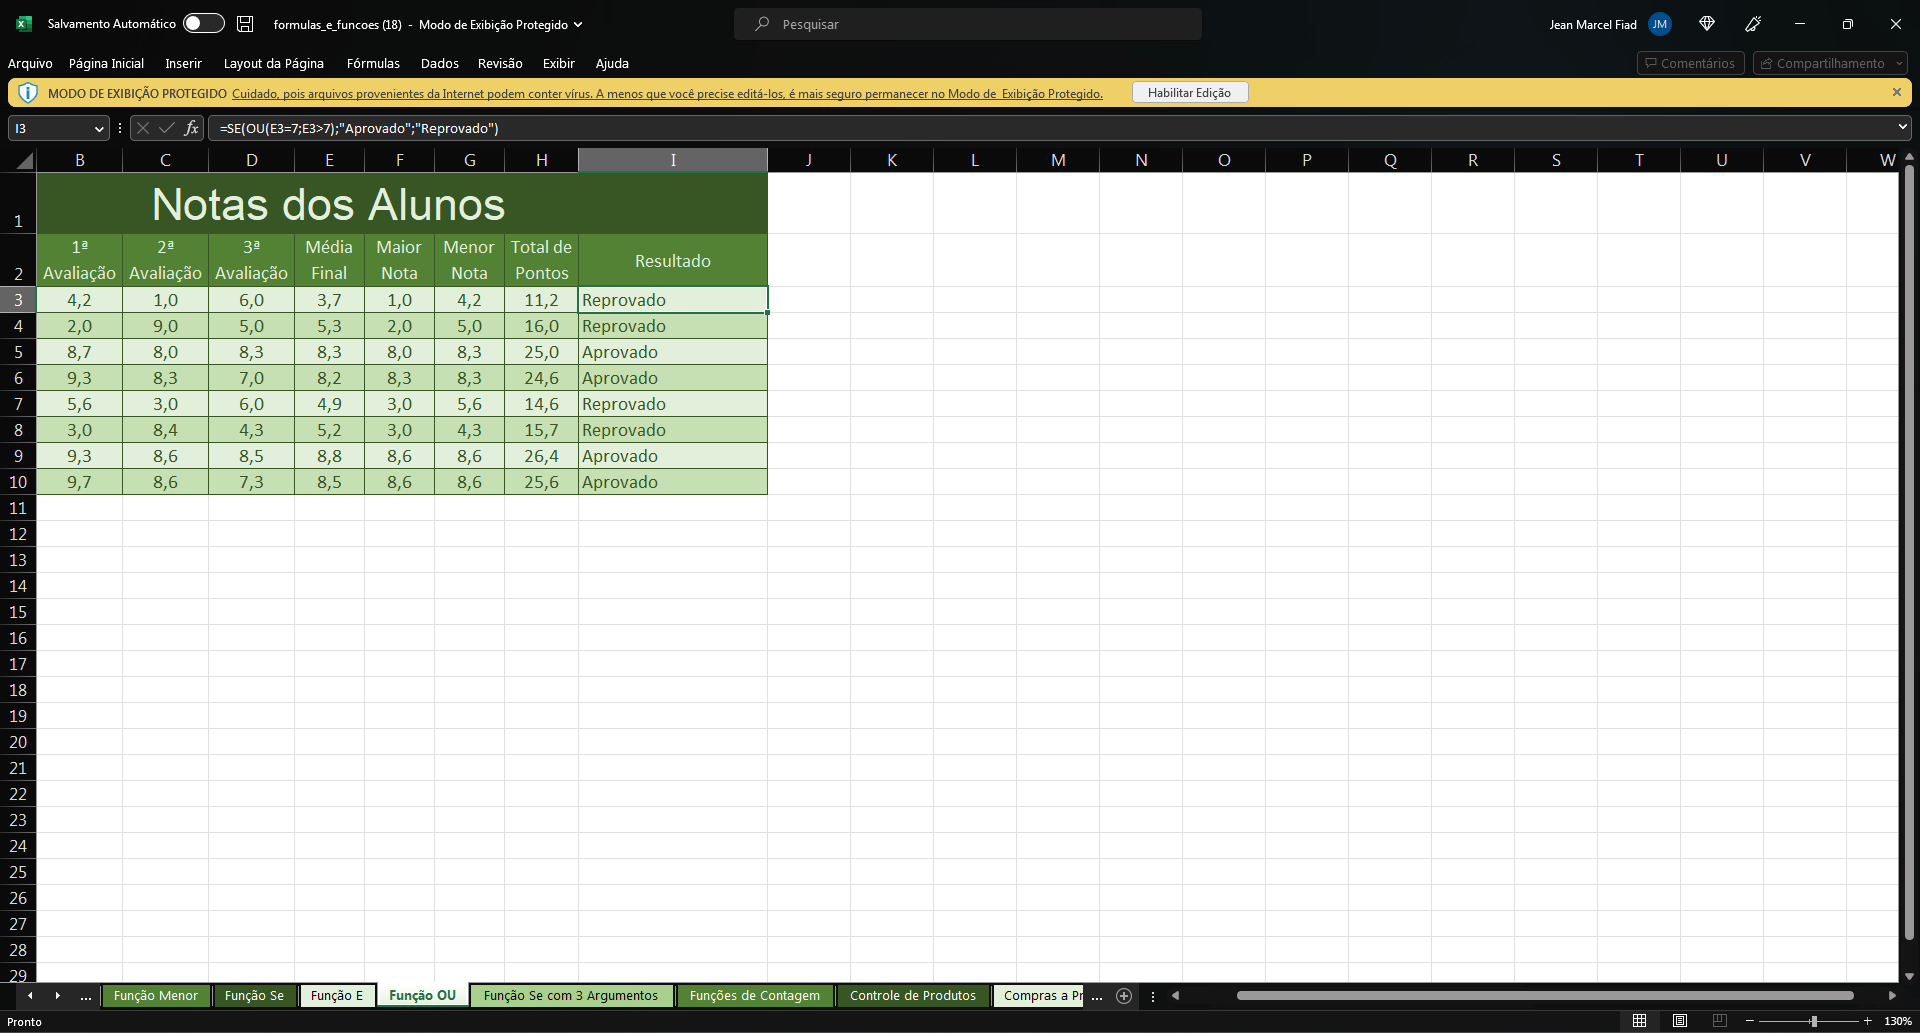 Salvamento Automático
formulas_e_funcoes (18) - Modo de Exibição Protegido
Pesquisar
Jean Marcel Fiad JM
Arquivo Página Inicial Inserir Layout da Página Fórmulas Dados Revisão Exibir Ajuda
Comentários Compartilhamento
MODO DE EXIBIÇÃO PROTEGIDO Cuidado, pois arquivos provenientes da Internet podem conter vírus. A menos que você precise editá-los, é mais seguro permanecer no Modo de Exibição Protegido. Habilitar Edição
I3 fx =SE(OU(E3=7;E3>7);"Aprovado";"Reprovado")
B C D E F G H I J K L M N O P Q R S T U V W
1 Notas dos Alunos
1ª 2ª 3ª Média Maior Menor Total de Resultado
2 Avaliação Avaliação Avaliação Final Nota Nota Pontos
3 4,2 1,0 6,0 3,7 1,0 4,2 11,2 Reprovado
4 2,0 9,0 5,0 5,3 2,0 5,0 16,0 Reprovado
5 8,7 8,0 8,3 8,3 8,0 8,3 25,0 Aprovado
6 9,3 8,3 7,0 8,2 8,3 8,3 24,6 Aprovado
7 5,6 3,0 6,0 4,9 3,0 5,6 14,6 Reprovado
8 3,0 8,4 4,3 5,2 3,0 4,3 15,7 Reprovado
9 9,3 8,6 8,5 8,8 8,6 8,6 26,4 Aprovado
10 9,7 8,6 7,3 8,5 8,6 8,6 25,6 Aprovado
11
12
13
14
15
16
17
18
19
20
21
22
23
24
25
26
27
28
29
... Função Menor Função Se Função E Função OU Função Se com 3 Argumentos Funções de Contagem Controle de Produtos Compras a Pr ...
Pronto 130%